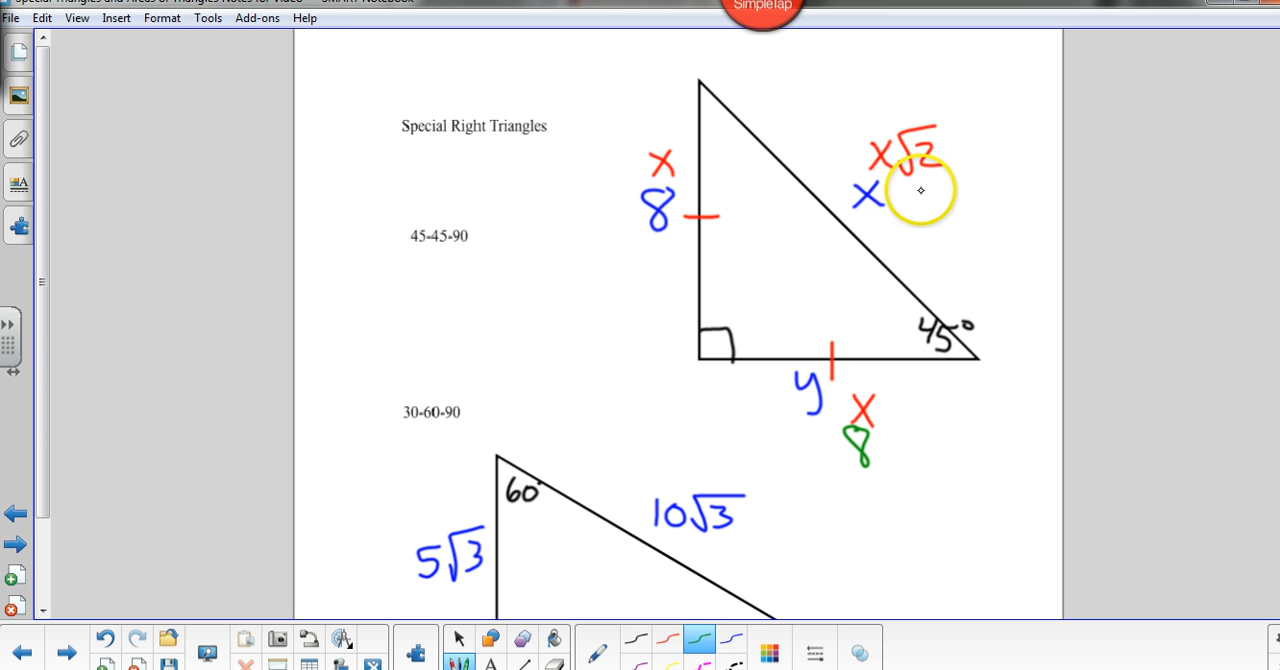 SimpleTap
File Edit View Insert Format Tools Add-ons Help
Special Right Triangles
x
8
x√2
x
45-45-90
45°
y
x
8
30-60-90
60°
10√3
5√3
A